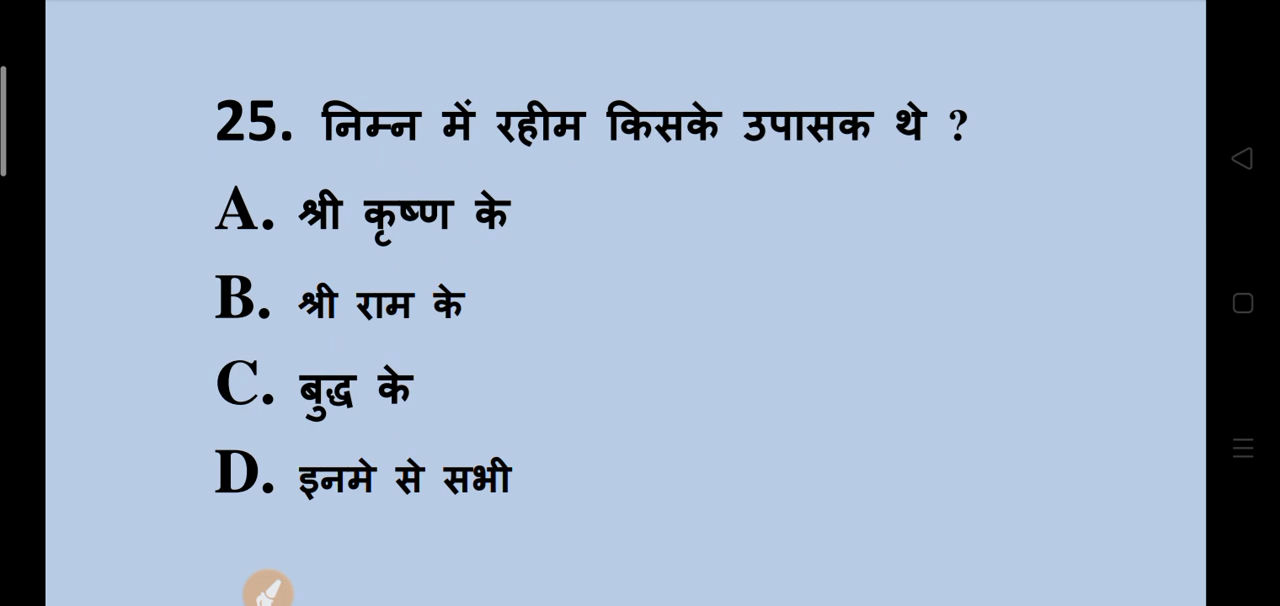 25. निम्न में रहीम किसके उपासक थे ?
A. श्री कृष्ण के
B. श्री राम के
C. बुद्ध के
D. इनमे से सभी